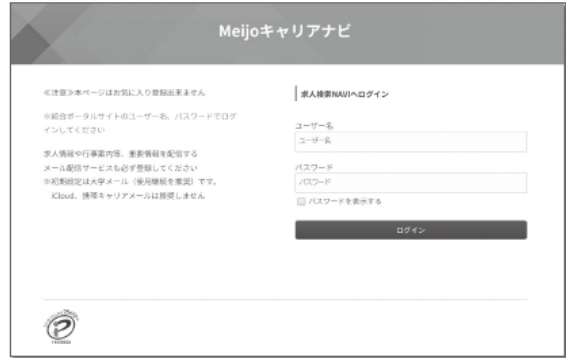 Meijoキャリアナビ
≪注意≫本ページはお気に入り登録出来ません
※統合ポータルサイトのユーザー名、パスワードでログ
インしてください
求人情報や行事案内等、重要情報を配信する
メール配信サービスも必ず登録してください
※初期設定は大学メール（使用継続を推奨）です。
iCloud、携帯キャリアメールは推奨しません
求人検索NAVIへログイン
ユーザー名
ユーザー名
パスワード
パスワード
パスワードを表示する
ログイン